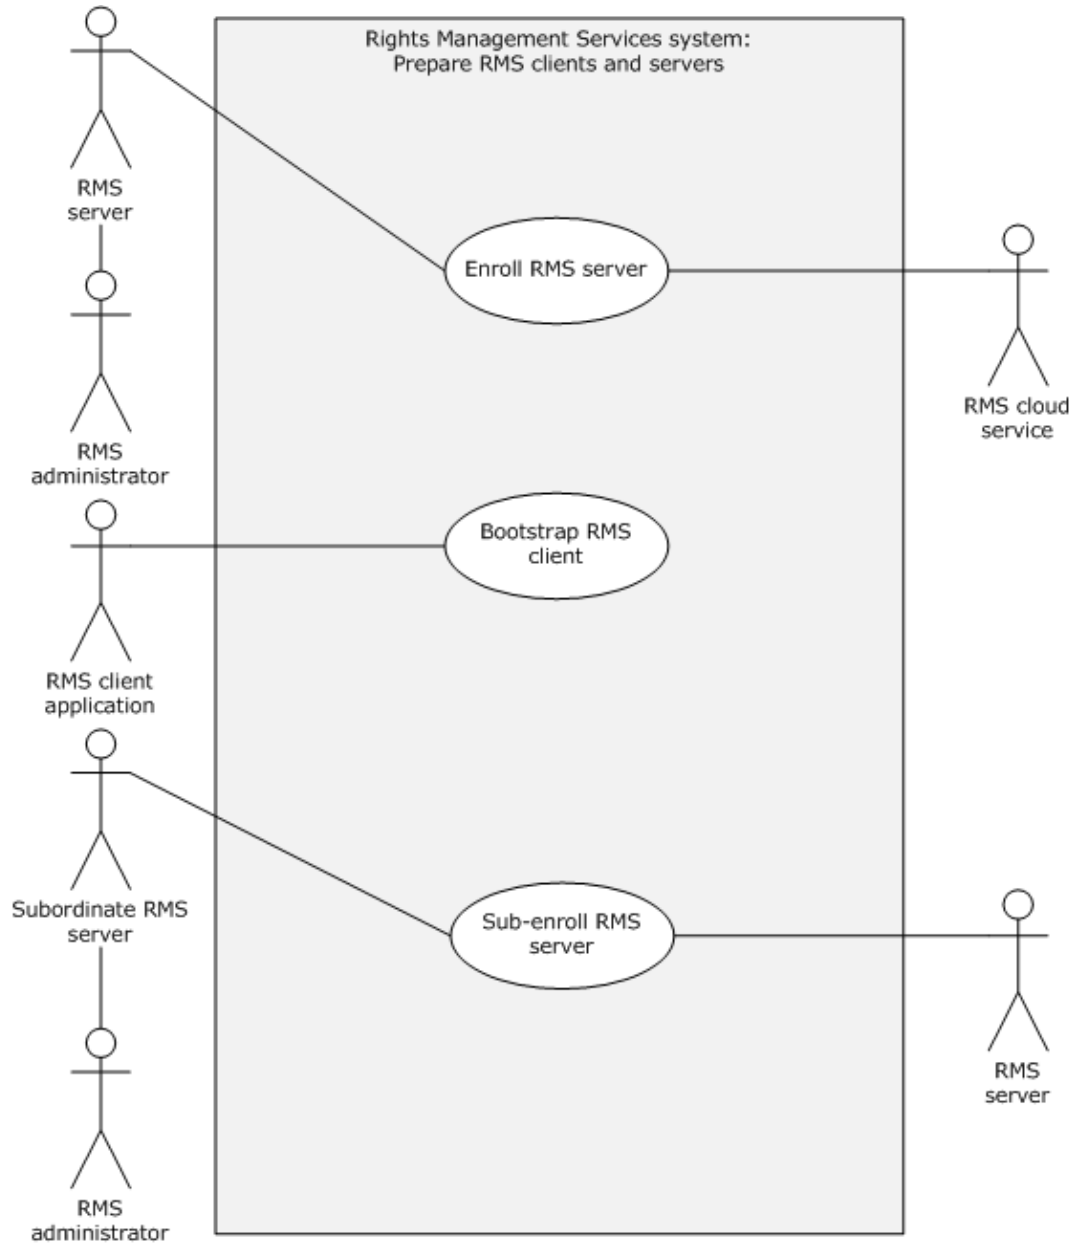 Rights Management Services system:
Prepare RMS clients and servers
RMS
server
Enroll RMS server
RMS cloud
service
RMS
administrator
Bootstrap RMS
client
RMS client
application
Subordinate RMS
server
Sub-enroll RMS
server
RMS
server
RMS
administrator